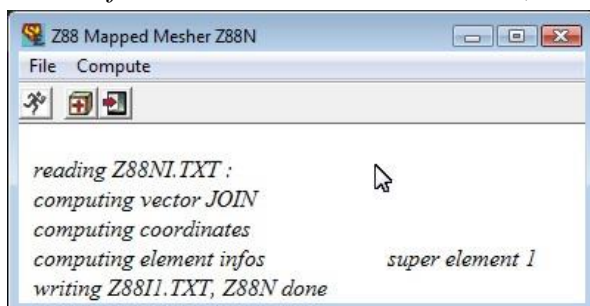 Z88 Mapped Mesher Z88N
File Compute
reading Z88NI.TXT :
computing vector JOIN
computing coordinates
computing element infos super element 1
writing Z88I1.TXT, Z88N done